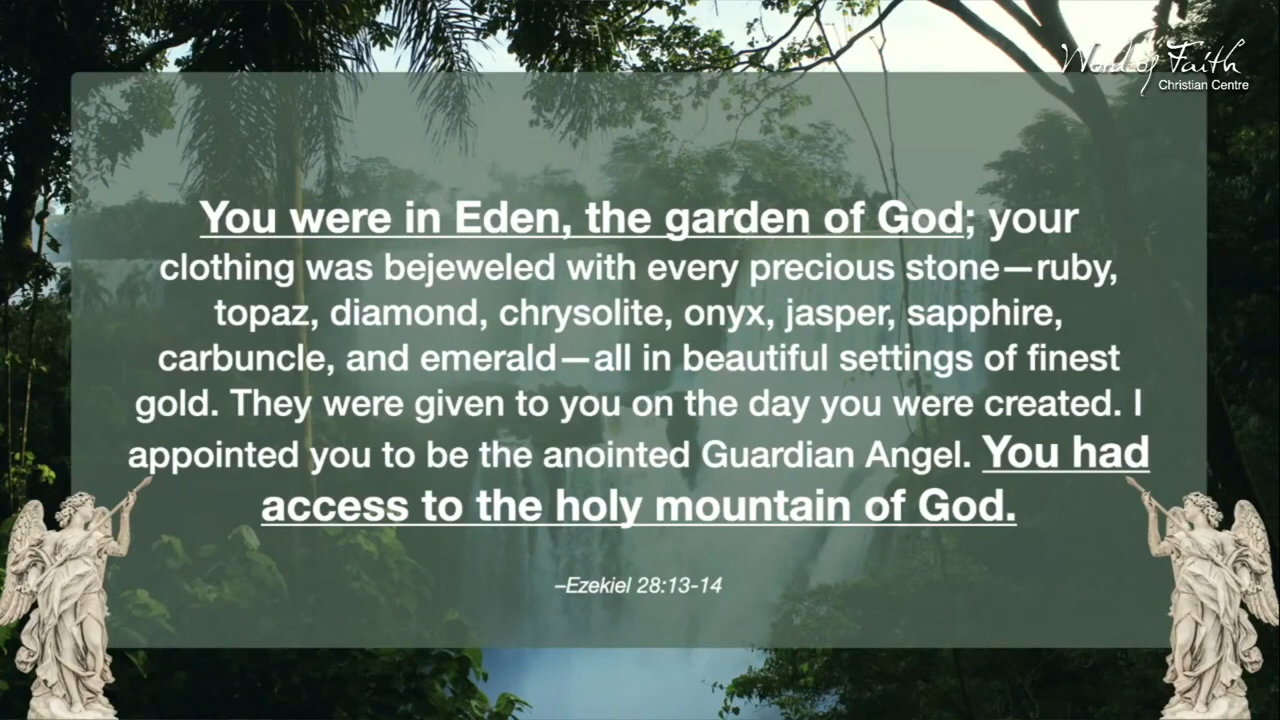 Word of Faith
Christian Centre
You were in Eden, the garden of God; your
clothing was bejeweled with every precious stone—ruby,
topaz, diamond, chrysolite, onyx, jasper, sapphire,
carbuncle, and emerald—all in beautiful settings of finest
gold. They were given to you on the day you were created. I
appointed you to be the anointed Guardian Angel. You had
access to the holy mountain of God.
–Ezekiel 28:13-14